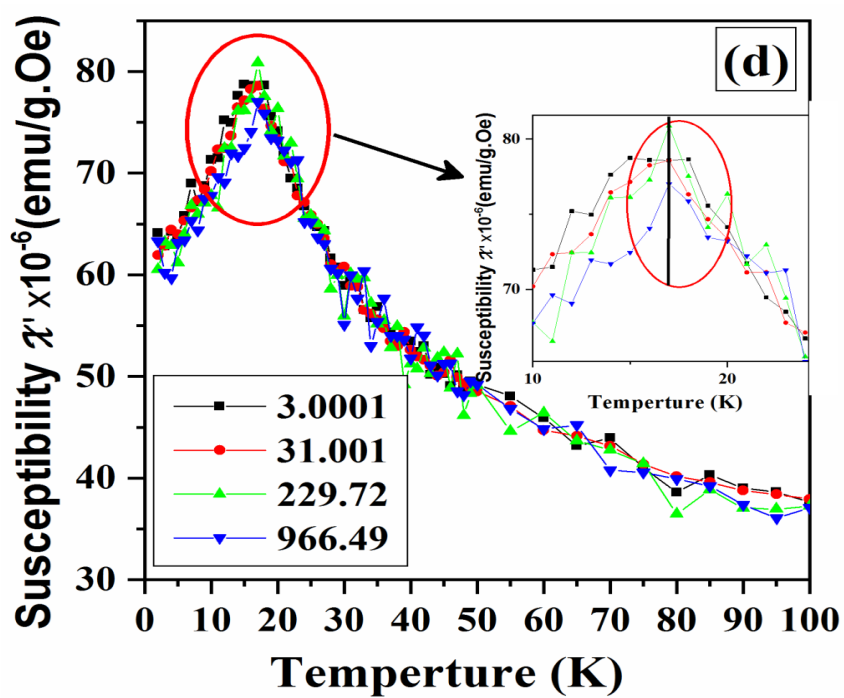 (d)
Susceptibility χ' x10-6(emu/g.Oe)
80
70
60
50
40
30
0 10 20 30 40 50 60 70 80 90 100
Temperture (K)
3.0001
31.001
229.72
966.49
Susceptibility χ' x10-6(emu/g.Oe)
80
70
10 20
Temperture (K)